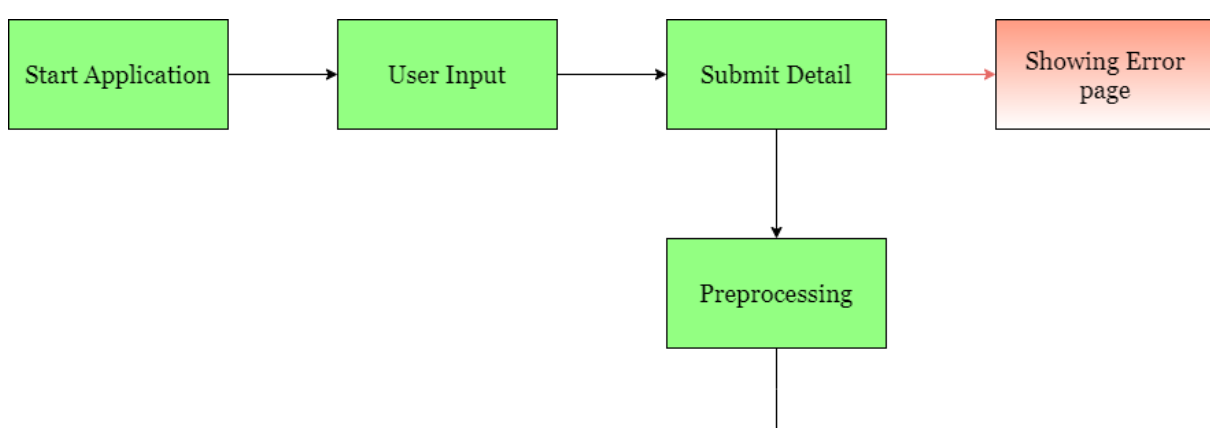 Start Application
User Input
Submit Detail
Showing Error
page
Preprocessing